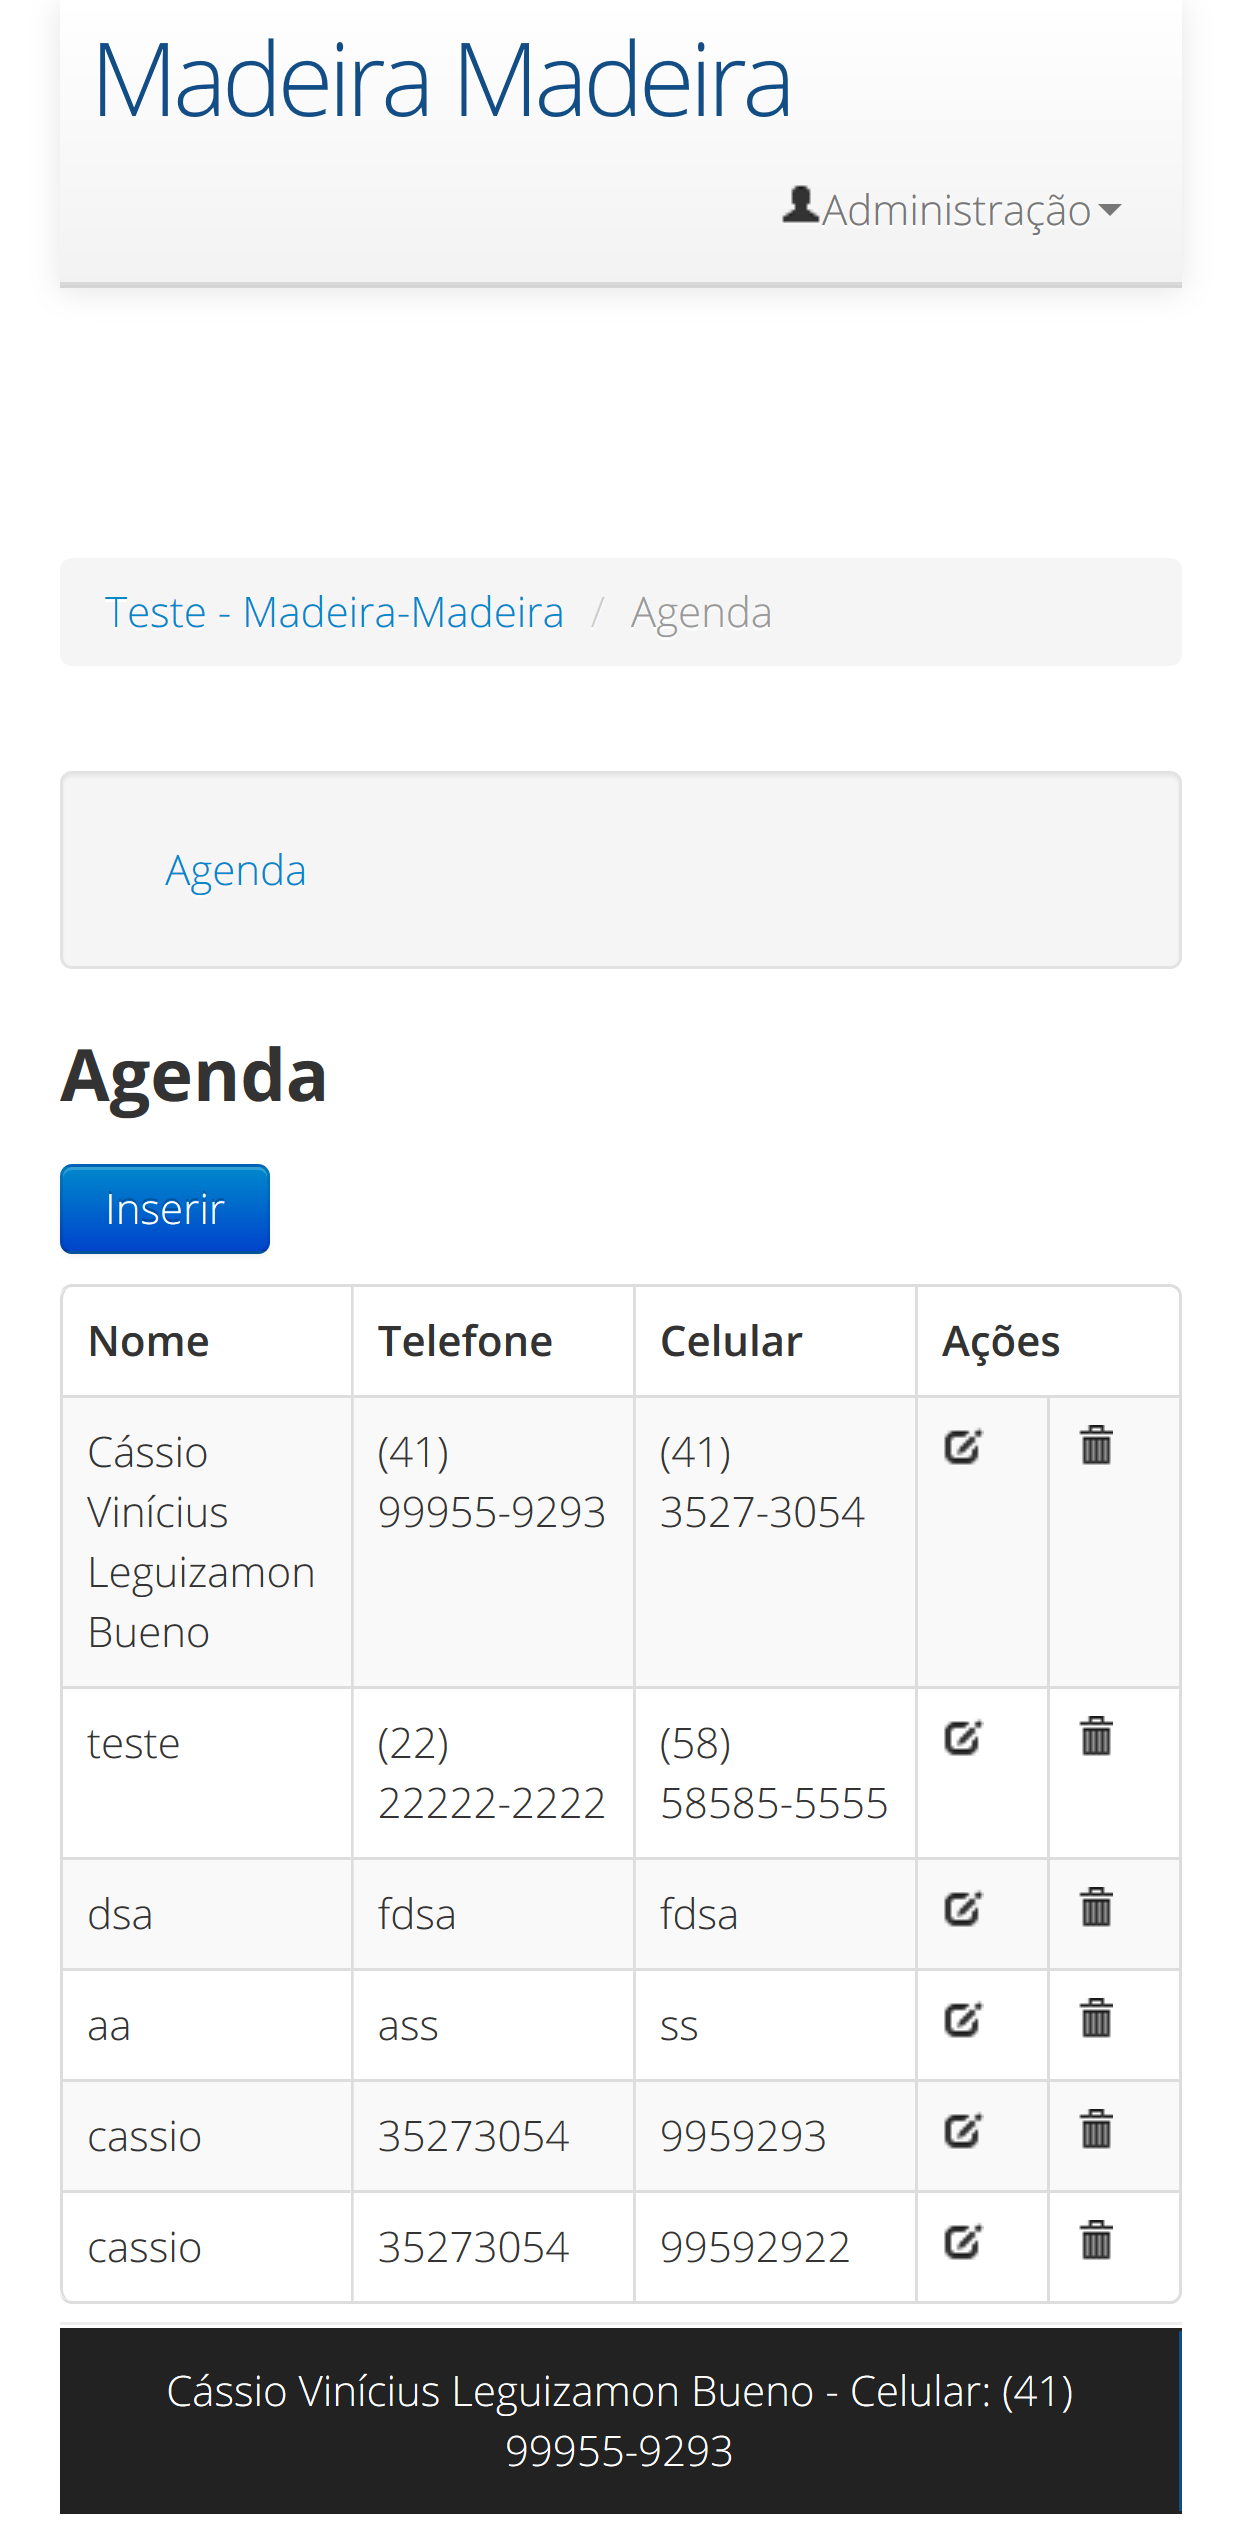 Madeira Madeira
Administração
Teste - Madeira-Madeira / Agenda
Agenda
Agenda
Inserir
Nome Telefone Celular Ações
Cássio (41) (41)
Vinícius 99955-9293 3527-3054
Leguizamon
Bueno
teste (22) (58)
22222-2222 58585-5555
dsa fdsa fdsa
aa ass ss
cassio 35273054 9959293
cassio 35273054 99592922
Cássio Vinícius Leguizamon Bueno - Celular: (41)
99955-9293